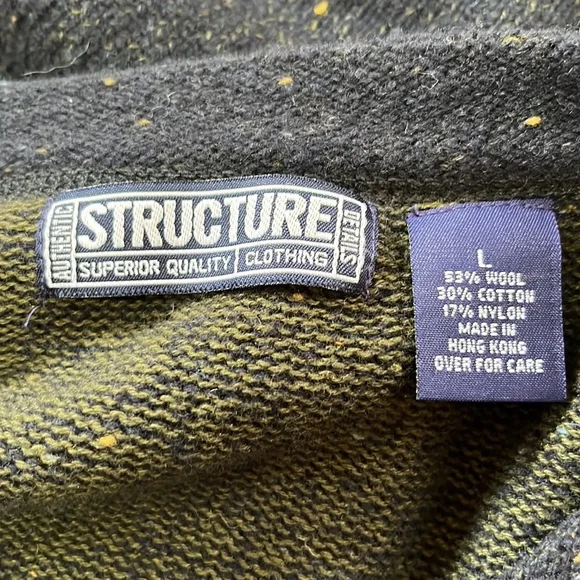 AUTHENTIC
STRUCTURE
DETAILS
SUPERIOR QUALITY CLOTHING
L
53% WOOL
30% COTTON
17% NYLON
MADE IN
HONG KONG
OVER FOR CARE